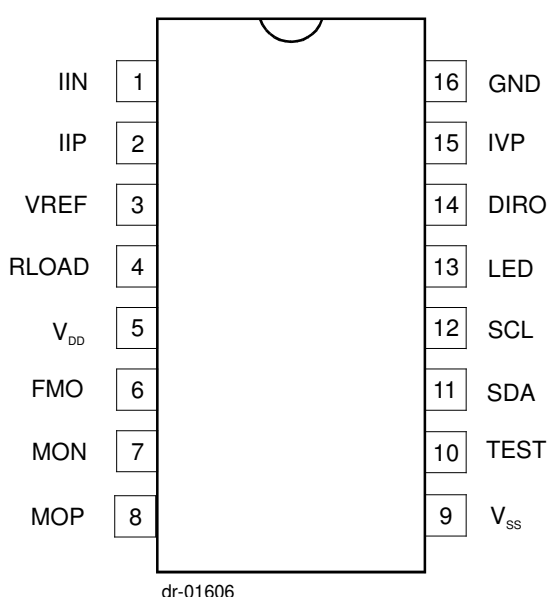 IIN 1 16 GND
IIP 2 15 IVP
VREF 3 14 DIRO
RLOAD 4 13 LED
VDD 5 12 SCL
FMO 6 11 SDA
MON 7 10 TEST
MOP 8 9 VSS
dr-01606